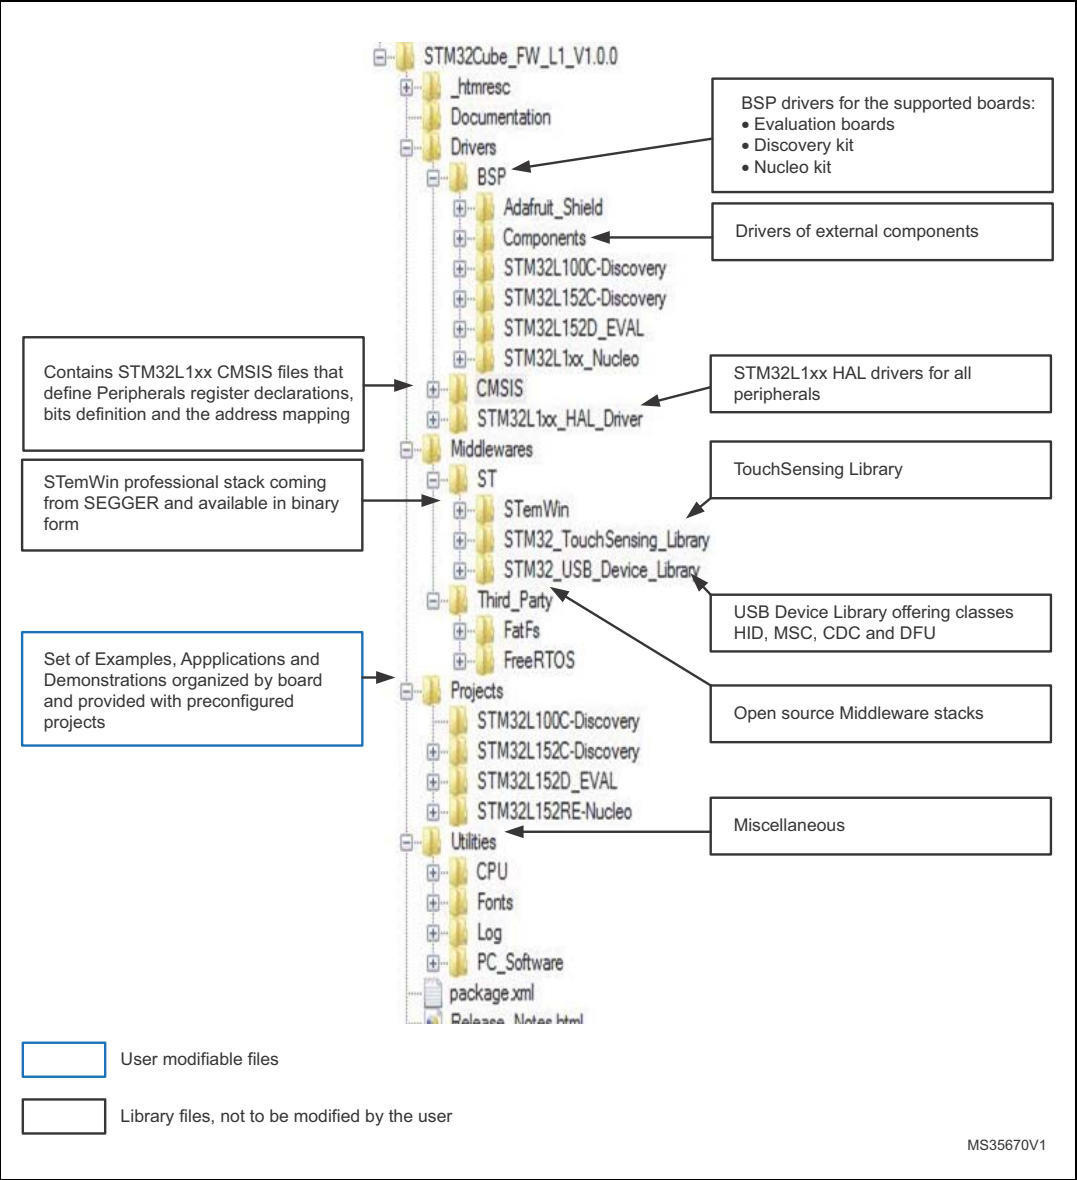 STM32Cube_FW_L1_V1.0.0
_htmresc
Documentation
Drivers
BSP
Adafruit_Shield
Components
STM32L100C-Discovery
STM32L152C-Discovery
STM32L152D_EVAL
STM32L1xx_Nucleo
CMSIS
STM32L1xx_HAL_Driver
Middlewares
ST
STemWin
STM32_TouchSensing_Library
STM32_USB_Device_Library
Third_Party
FatFs
FreeRTOS
Projects
STM32L100C-Discovery
STM32L152C-Discovery
STM32L152D_EVAL
STM32L152RE-Nucleo
Utilities
CPU
Fonts
Log
PC_Software
package.xml
Release_Notes.html
Contains STM32L1xx CMSIS files that
define Peripherals register declarations,
bits definition and the address mapping
STemWin professional stack coming
from SEGGER and available in binary
form
Set of Examples, Appplications and
Demonstrations organized by board
and provided with preconfigured
projects
BSP drivers for the supported boards:
• Evaluation boards
• Discovery kit
• Nucleo kit
Drivers of external components
STM32L1xx HAL drivers for all
peripherals
TouchSensing Library
USB Device Library offering classes
HID, MSC, CDC and DFU
Open source Middleware stacks
Miscellaneous
User modifiable files
Library files, not to be modified by the user
MS35670V1